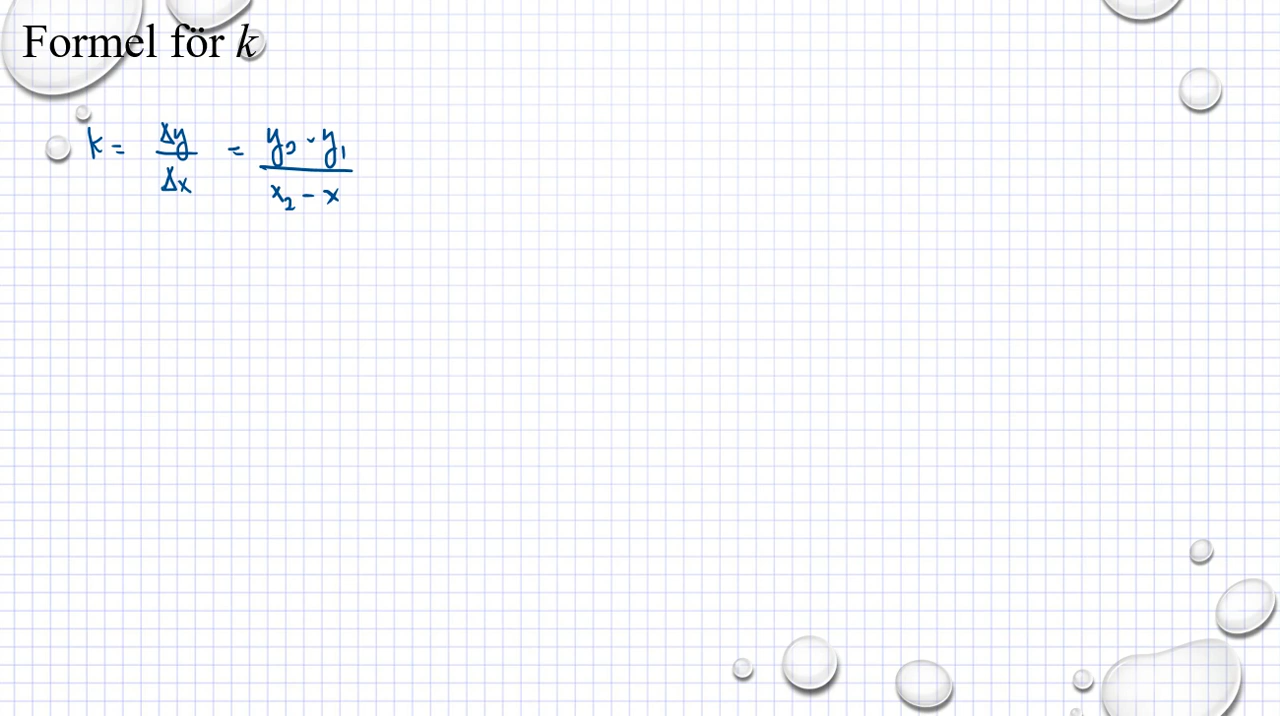 Formel för k
k = Δy/Δx = (y₂ - y₁)/(x₂ - x)